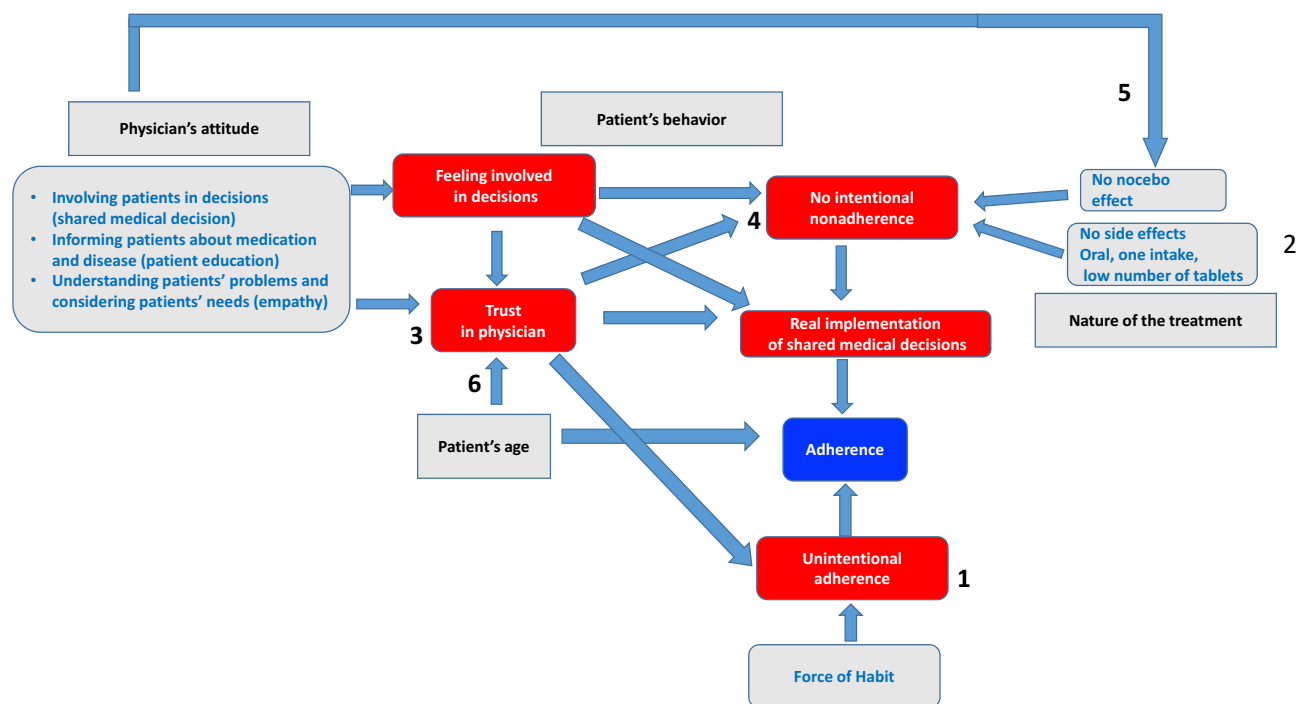 5
Physician's attitude
Patient's behavior
• Involving patients in decisions
(shared medical decision)
• Informing patients about medication
and disease (patient education)
• Understanding patients' problems and
considering patients' needs (empathy)
Feeling involved
in decisions
No intentional
nonadherence
4
No nocebo
effect
No side effects
Oral, one intake,
low number of tablets
2
Nature of the treatment
Trust
in physician
3
Real implementation
of shared medical decisions
6
Patient's age
Adherence
Unintentional
adherence
1
Force of Habit